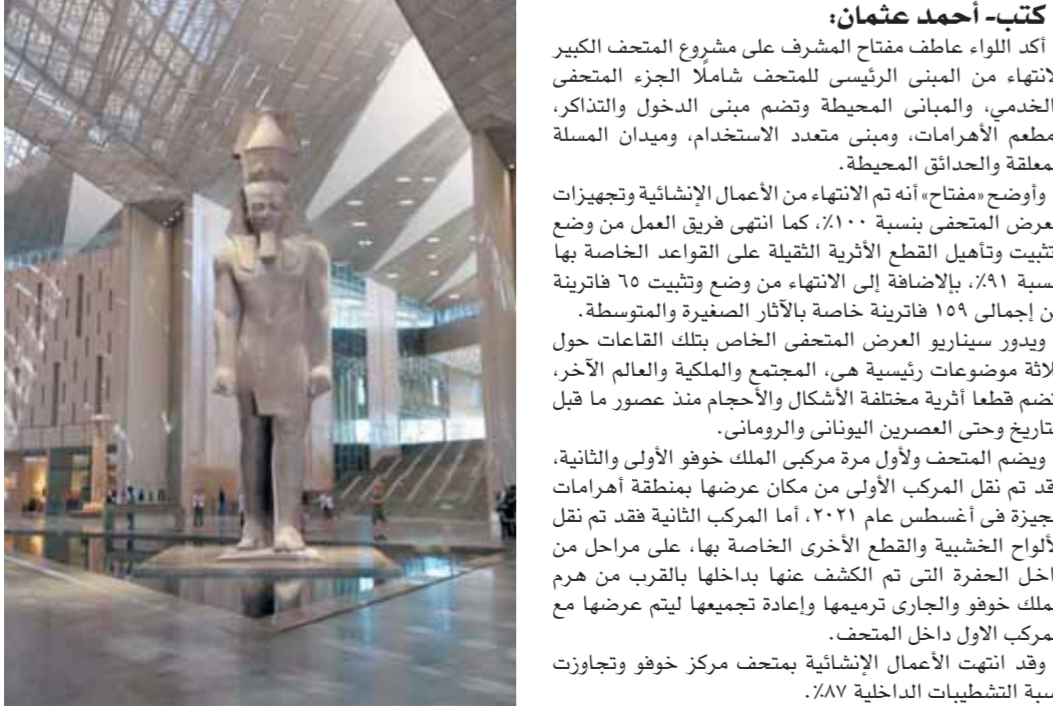 كتب- أحمد عثمان:
أكد اللواء عاطف مفتاح المشرف على مشروع المتحف الكبير
لانتهاء من المبنى الرئيسى للمتحف شاملًا الجزء المتحفى
الخدمي، والمبانى المحيطة وتضم مبنى الدخول والتذاكر،
مطعم الأهرامات، ومبنى متعدد الاستخدام، وميدان المسلة
لمعلقة والحدائق المحيطة.
وأوضح «مفتاح» أنه تم الانتهاء من الأعمال الإنشائية وتجهيزات
لعرض المتحفى بنسبة ١٠٠٪، كما انتهى فريق العمل من وضع
تثبيت وتأهيل القطع الأثرية الثقيلة على القواعد الخاصة بها
نسبة ٩١٪، بالاضافة إلى الانتهاء من وضع وتثبيت ٦٥ فاترينة
ن إجمالى ١٥٩ فاترينة خاصة بالآثار الصغيرة والمتوسطة.
ويدور سيناريو العرض المتحفى الخاص بتلك القاعات حول
لاثة موضوعات رئيسية هى، المجتمع والملكية والعالم الآخر،
تضم قطعا أثرية مختلفة الأشكال والأحجام منذ عصور ما قبل
لتاريخ وحتى العصرين اليونانى والرومانى.
ويضم المتحف ولأول مرة مركبى الملك خوفو الأولى والثانية،
قد تم نقل المركب الأولى من مكان عرضها بمنطقة أهرامات
لجيزة فى أغسطس عام ٢٠٢١، أما المركب الثانية فقد تم نقل
لألواح الخشبية والقطع الأخرى الخاصة بها، على مراحل من
اخل الحفرة التى تم الكشف عنها بداخلها بالقرب من هرم
لملك خوفو والجارى ترميمها وإعادة تجميعها ليتم عرضها مع
لمركب الاول داخل المتحف.
وقد انتهت الأعمال الإنشائية بمتحف مركز خوفو وتجاوزت
سبة التشطيبات الداخلية ٨٧٪.